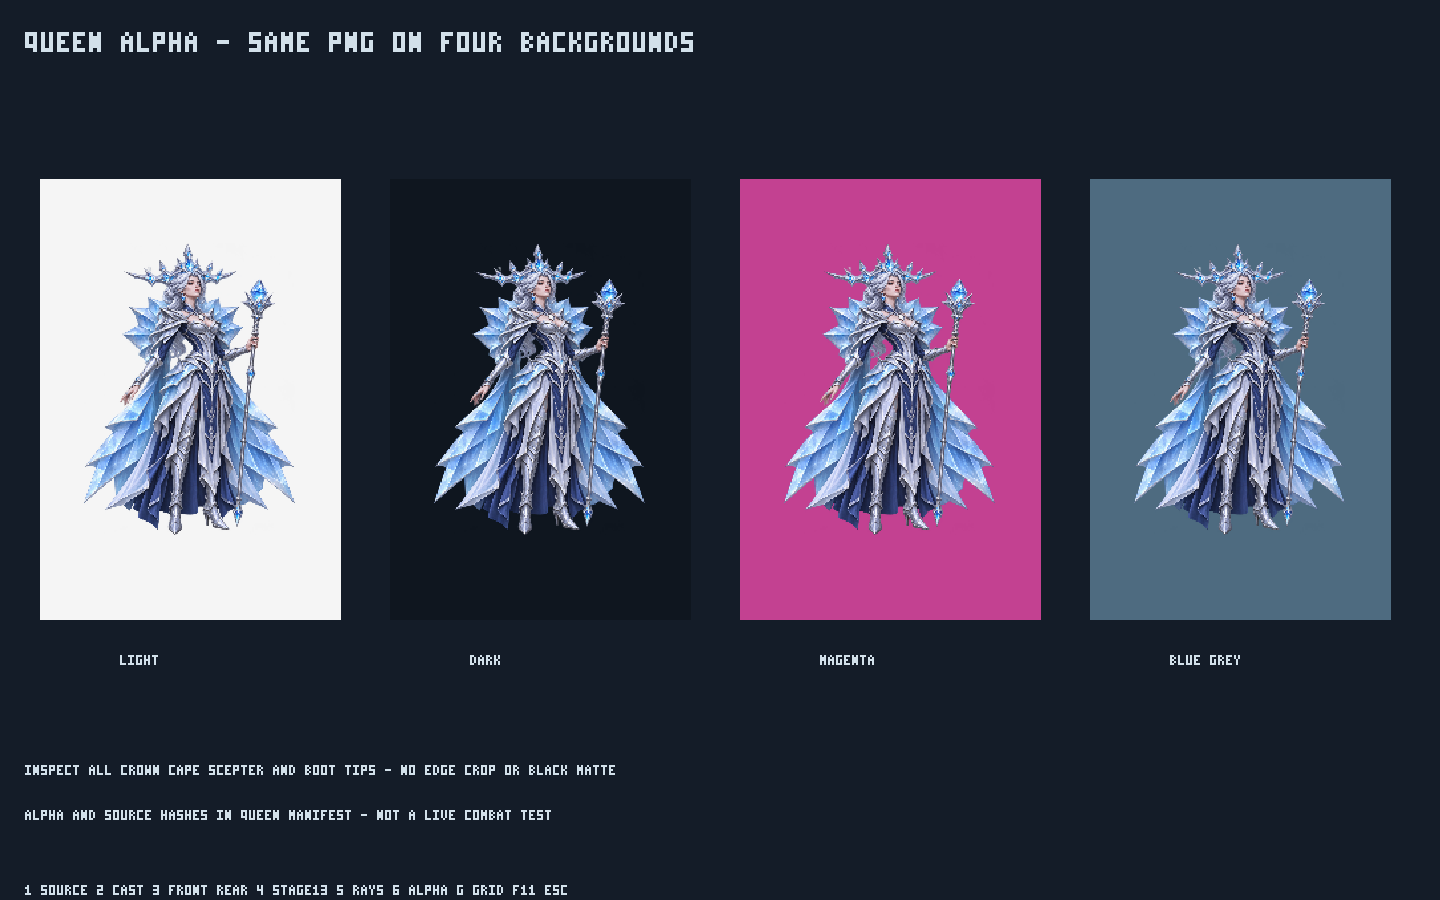 QUEEN ALPHA - SAME PNG ON FOUR BACKGROUNDS
LIGHT
DARK
MAGENTA
BLUE GREY
INSPECT ALL CROWN CAPE SCEPTER AND BOOT TIPS - NO EDGE CROP OR BLACK MATTE
ALPHA AND SOURCE HASHES IN QUEEN MANIFEST - NOT A LIVE COMBAT TEST
1 SOURCE 2 CAST 3 FRONT REAR 4 STAGE13 5 RAYS 6 ALPHA G GRID F11 ESC